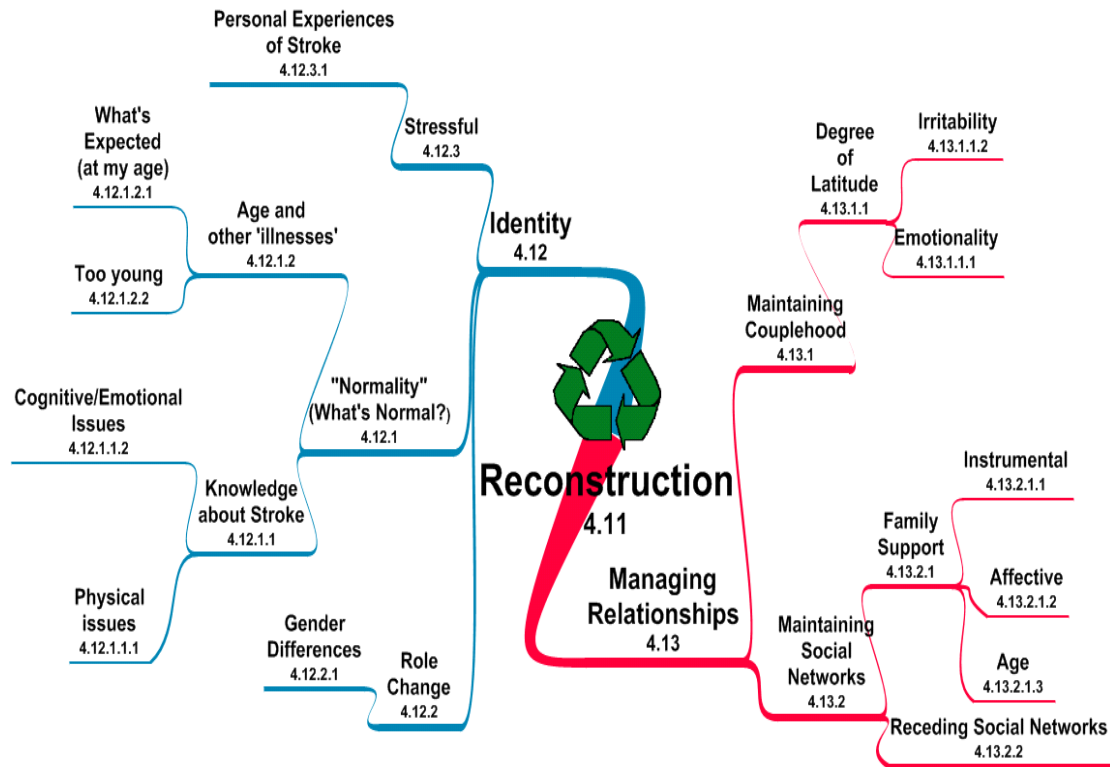 Personal Experiences
of Stroke
4.12.3.1
Stressful
4.12.3
What's
Expected
(at my age)
4.12.1.2.1
Too young
4.12.1.2.2
Age and
other 'illnesses'
4.12.1.2
Identity
4.12
"Normality"
(What's Normal?)
4.12.1
Cognitive/Emotional
Issues
4.12.1.1.2
Knowledge
about Stroke
4.12.1.1
Physical
issues
4.12.1.1.1
Gender
Differences
4.12.2.1
Role
Change
4.12.2
Reconstruction
4.11
Degree
of
Latitude
4.13.1.1
Irritability
4.13.1.1.2
Emotionality
4.13.1.1.1
Maintaining
Couplehood
4.13.1
Managing
Relationships
4.13
Maintaining
Social
Networks
4.13.2
Family
Support
4.13.2.1
Instrumental
4.13.2.1.1
Affective
4.13.2.1.2
Age
4.13.2.1.3
Receding Social Networks
4.13.2.2